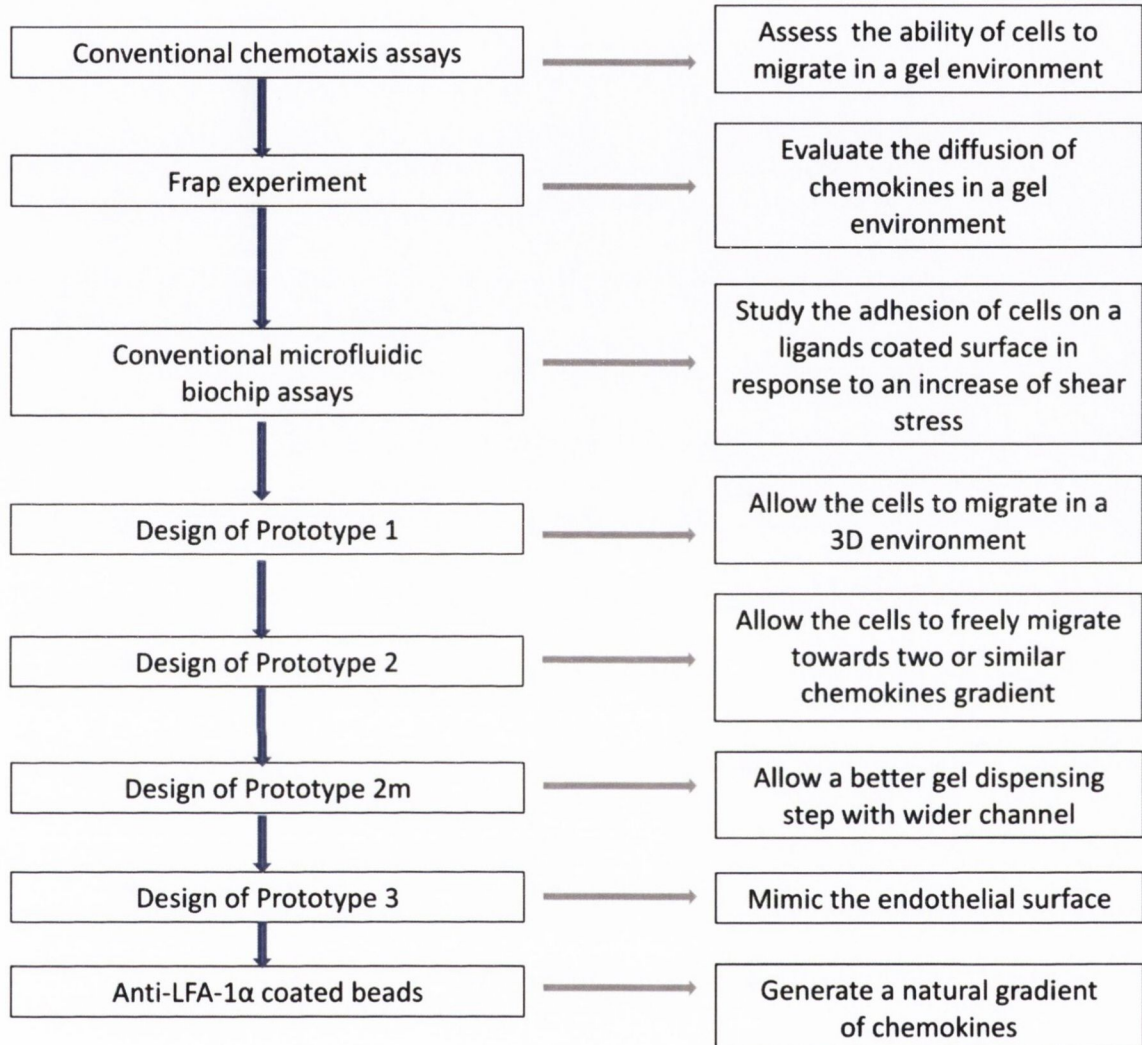 Conventional chemotaxis assays
Assess the ability of cells to
migrate in a gel environment
Frap experiment
Evaluate the diffusion of
chemokines in a gel
environment
Conventional microfluidic
biochip assays
Study the adhesion of cells on a
ligands coated surface in
response to an increase of shear
stress
Design of Prototype 1
Allow the cells to migrate in a
3D environment
Design of Prototype 2
Allow the cells to freely migrate
towards two or similar
chemokines gradient
Design of Prototype 2m
Allow a better gel dispensing
step with wider channel
Design of Prototype 3
Mimic the endothelial surface
Anti-LFA-1α coated beads
Generate a natural gradient
of chemokines